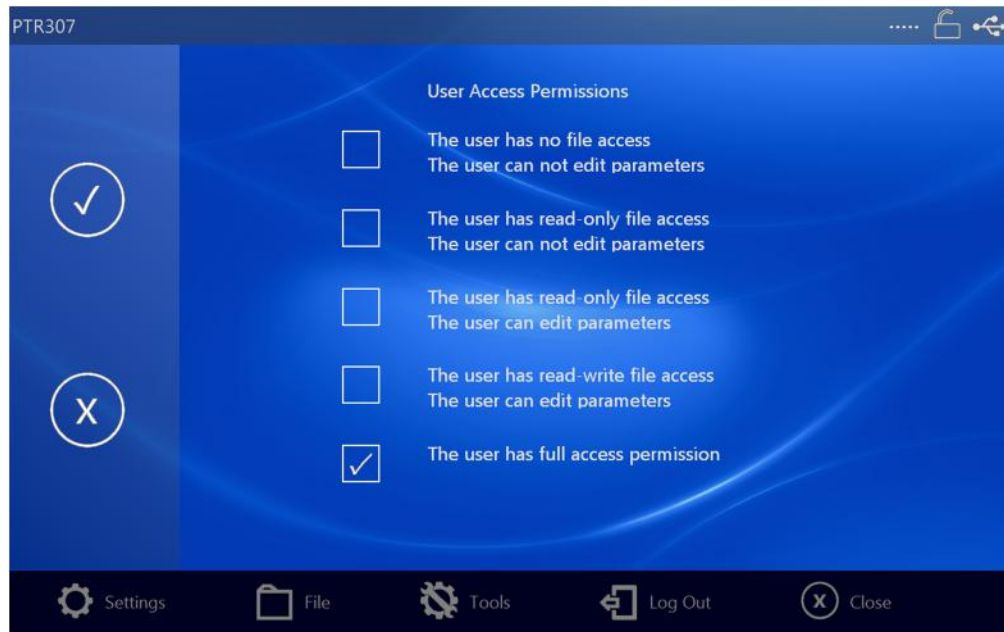 PTR307
User Access Permissions
The user has no file access
The user can not edit parameters
The user has read-only file access
The user can not edit parameters
The user has read-only file access
The user can edit parameters
The user has read-write file access
The user can edit parameters
The user has full access permission
X
Settings
File
Tools
Log Out
X
Close